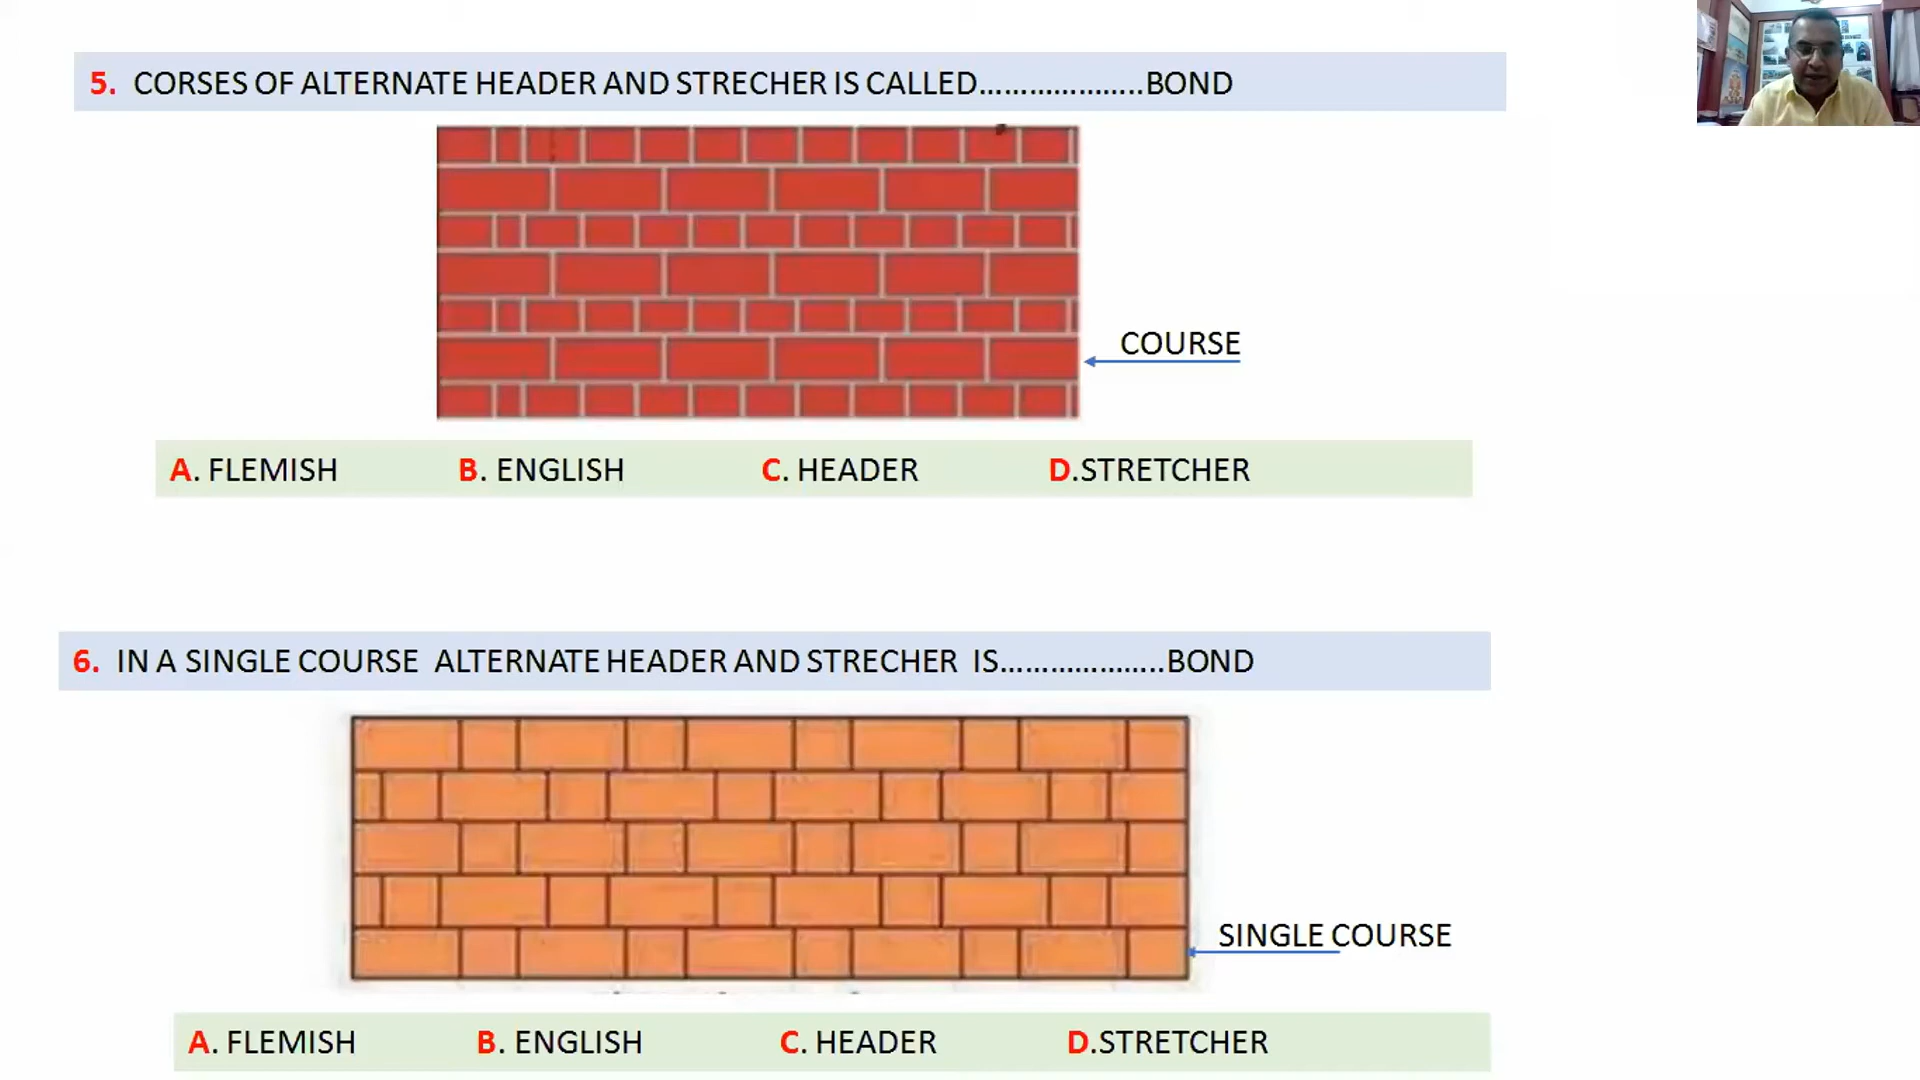 5. CORSES OF ALTERNATE HEADER AND STRECHER IS CALLED...................BOND
COURSE
A. FLEMISH B. ENGLISH C. HEADER D.STRETCHER
6. IN A SINGLE COURSE ALTERNATE HEADER AND STRECHER IS...................BOND
SINGLE COURSE
A. FLEMISH B. ENGLISH C. HEADER D.STRETCHER